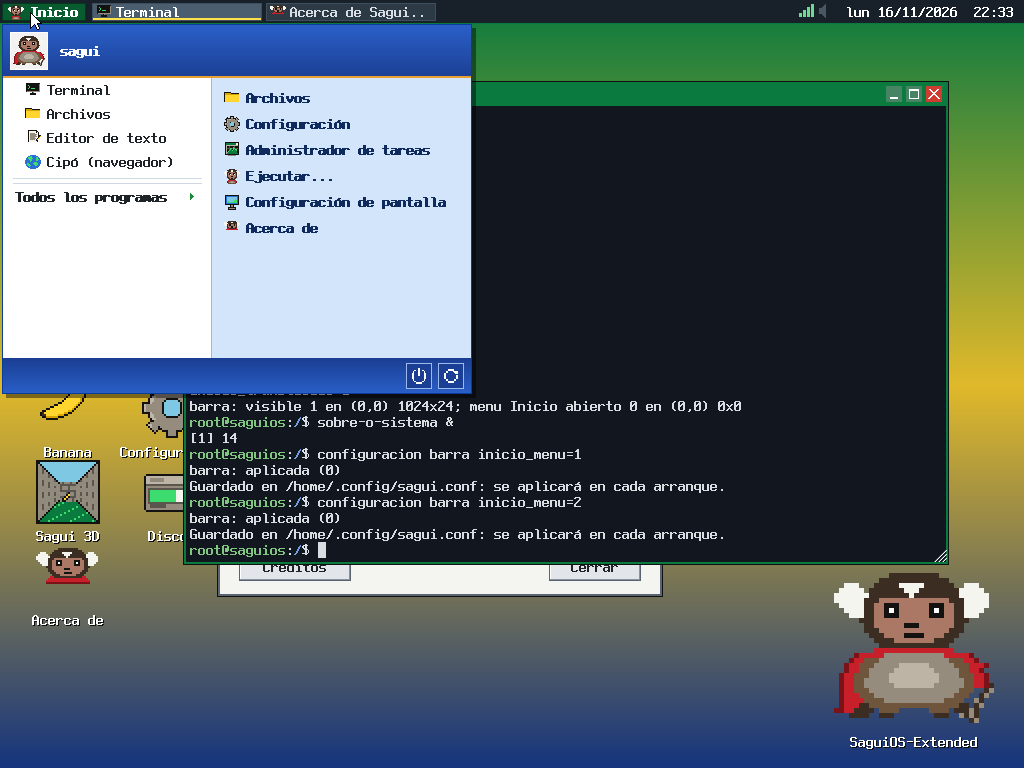 Inicio
Terminal
Acerca de Sagui..
lun 16/11/2026 22:33
sagui
Terminal
Archivos
Editor de texto
Cipó (navegador)
Todos los programas
Archivos
Configuración
Administrador de tareas
Ejecutar...
Configuración de pantalla
Acerca de
barra: visible 1 en (0,0) 1024x24; menu Inicio abierto 0 en (0,0) 0x0
root@saguios:/$ sobre-o-sistema &
[1] 14
root@saguios:/$ configuracion barra inicio_menu=1
barra: aplicada (0)
Guardado en /home/.config/sagui.conf: se aplicará en cada arranque.
root@saguios:/$ configuracion barra inicio_menu=2
barra: aplicada (0)
Guardado en /home/.config/sagui.conf: se aplicará en cada arranque.
root@saguios:/$
Créditos
Cerrar
Banana
Configur
Sagui 3D
Disco
Acerca de
SaguiOS-Extended